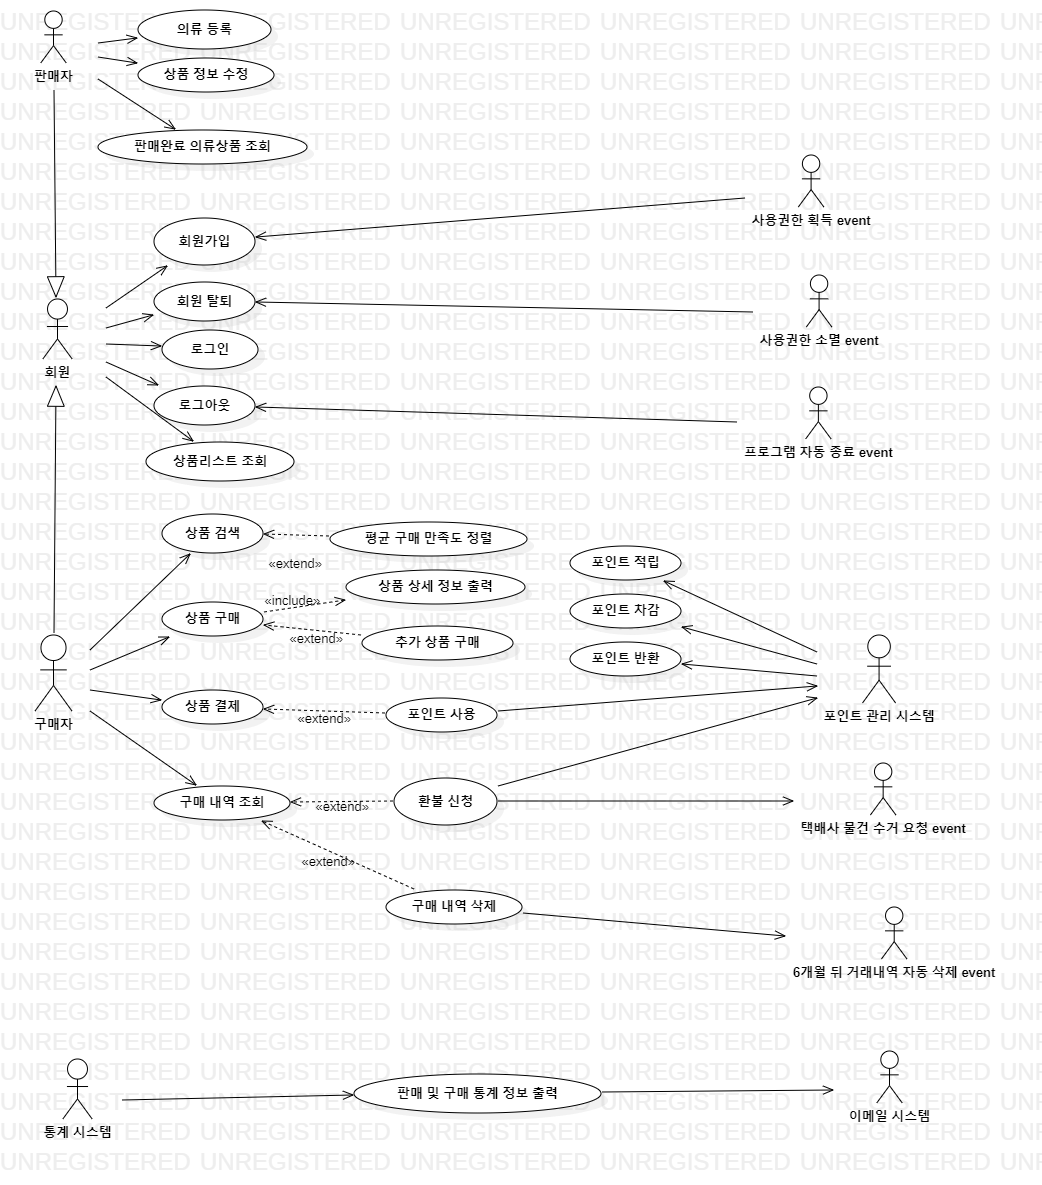 의류 등록
판매자
상품 정보 수정
판매완료 의류상품 조회
사용권한 획득 event
회원가입
회원 탈퇴
사용권한 소멸 event
로그인
회원
로그아웃
프로그램 자동 종료 event
상품리스트 조회
상품 검색
평균 구매 만족도 정렬
«extend»
포인트 적립
상품 상세 정보 출력
«include»
포인트 차감
상품 구매
추가 상품 구매
«extend»
포인트 반환
구매자
상품 결제
포인트 사용
«extend»
포인트 관리 시스템
구매 내역 조회
환불 신청
«extend»
택배사 물건 수거 요청 event
«extend»
구매 내역 삭제
6개월 뒤 거래내역 자동 삭제 event
통계 시스템
판매 및 구매 통계 정보 출력
이메일 시스템
UNREGISTERED